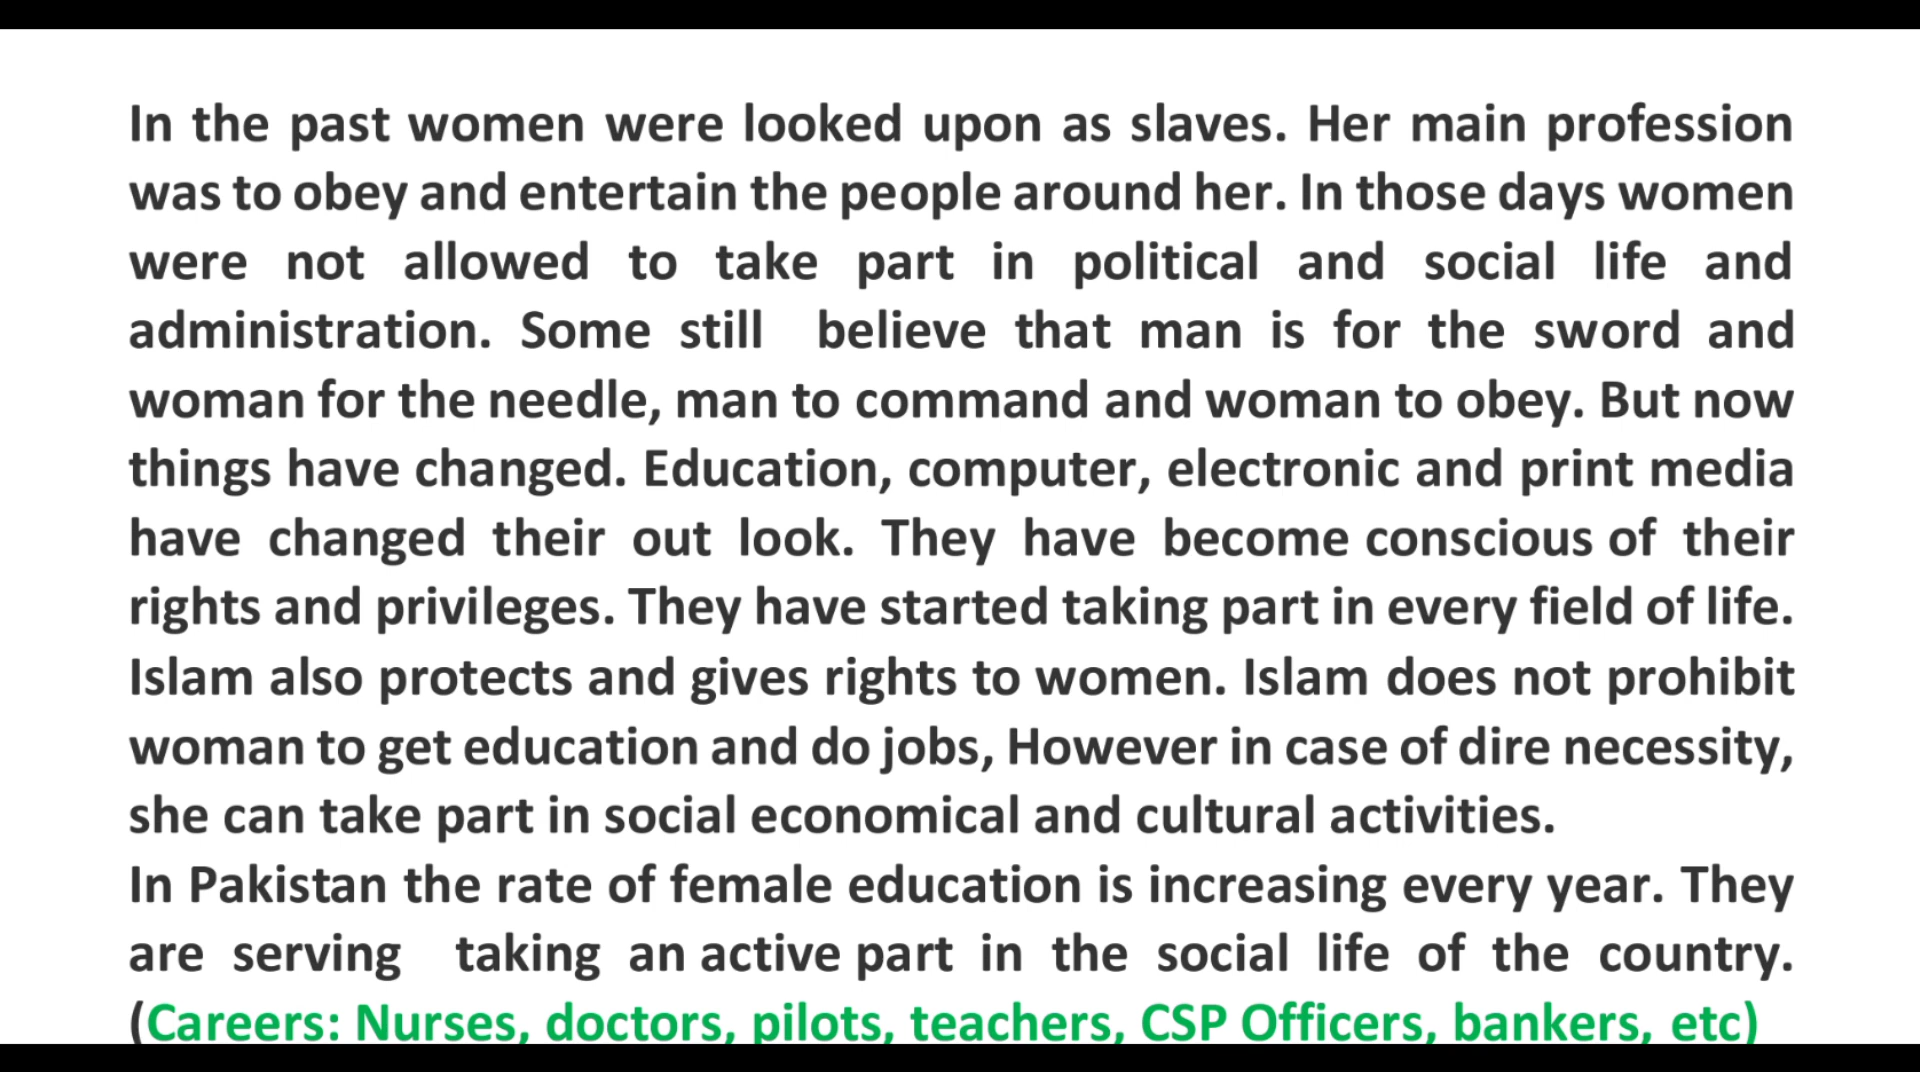 In the past women were looked upon as slaves. Her main profession
was to obey and entertain the people around her. In those days women
were not allowed to take part in political and social life and
administration. Some still believe that man is for the sword and
woman for the needle, man to command and woman to obey. But now
things have changed. Education, computer, electronic and print media
have changed their out look. They have become conscious of their
rights and privileges. They have started taking part in every field of life.
Islam also protects and gives rights to women. Islam does not prohibit
woman to get education and do jobs, However in case of dire necessity,
she can take part in social economical and cultural activities.
In Pakistan the rate of female education is increasing every year. They
are serving taking an active part in the social life of the country.
(Careers: Nurses, doctors, pilots, teachers, CSP Officers, bankers, etc)